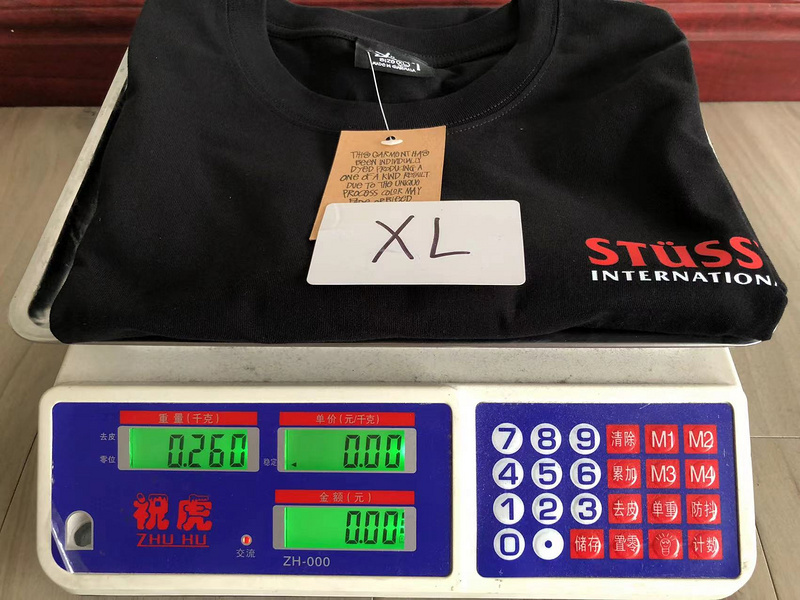 THIS GARMENT HAS
BEEN INDIVIDUALLY
DYED PRODUCING A
ONE OF A KIND RESULT
DUE TO THE UNIQUE
PROCESS COLOR MAY
XL
STÜSS
INTERNATION
重量(千克)
单价(元/千克)
去皮
零位
0.260
稳定
0.00
金额(元)
0.00
祝虎
ZHU HU
交流
ZH-000
7 8 9 清除 M1 M2
4 5 6 累加 M3 M4
1 2 3 去皮 单重 防抖
0 • 储存 置零 计数